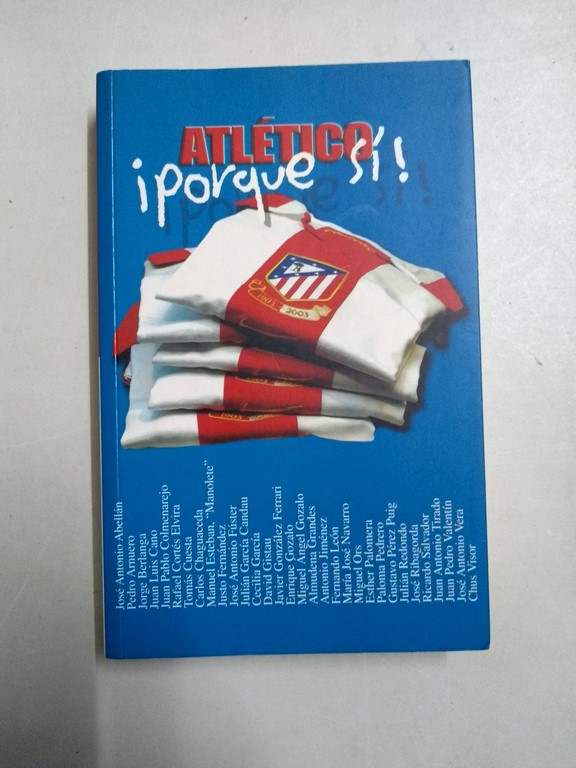 ATLÉTICO
¡porque sí!
1903 2003
José Antonio Abellán
Pedro Arnuero
Jorge Berlanga
Juan Luis Cano
Juan Pablo Colmenarejo
Rafael Cortés Elvira
Tomás Cuesta
Carlos Chaguaceda
Manuel Esteban, "Manolete"
Justo Fernández
José Antonio Fúster
Julián García Candau
Cecilia García
David Gistau
Javier González Ferrari
Enrique Gozalo
Miguel Angel Gozalo
Almudena Grandes
Antonio Jiménez
Fernando León
María José Navarro
Miguel Ors
Esther Palomera
Paloma Pedrero
Gustavo Pérez Puig
Julián Redondo
José Ribagorda
Ricardo Salvador
Juan Antonio Tirado
Juan Pedro Valentín
José Antonio Vera
Chus Visor